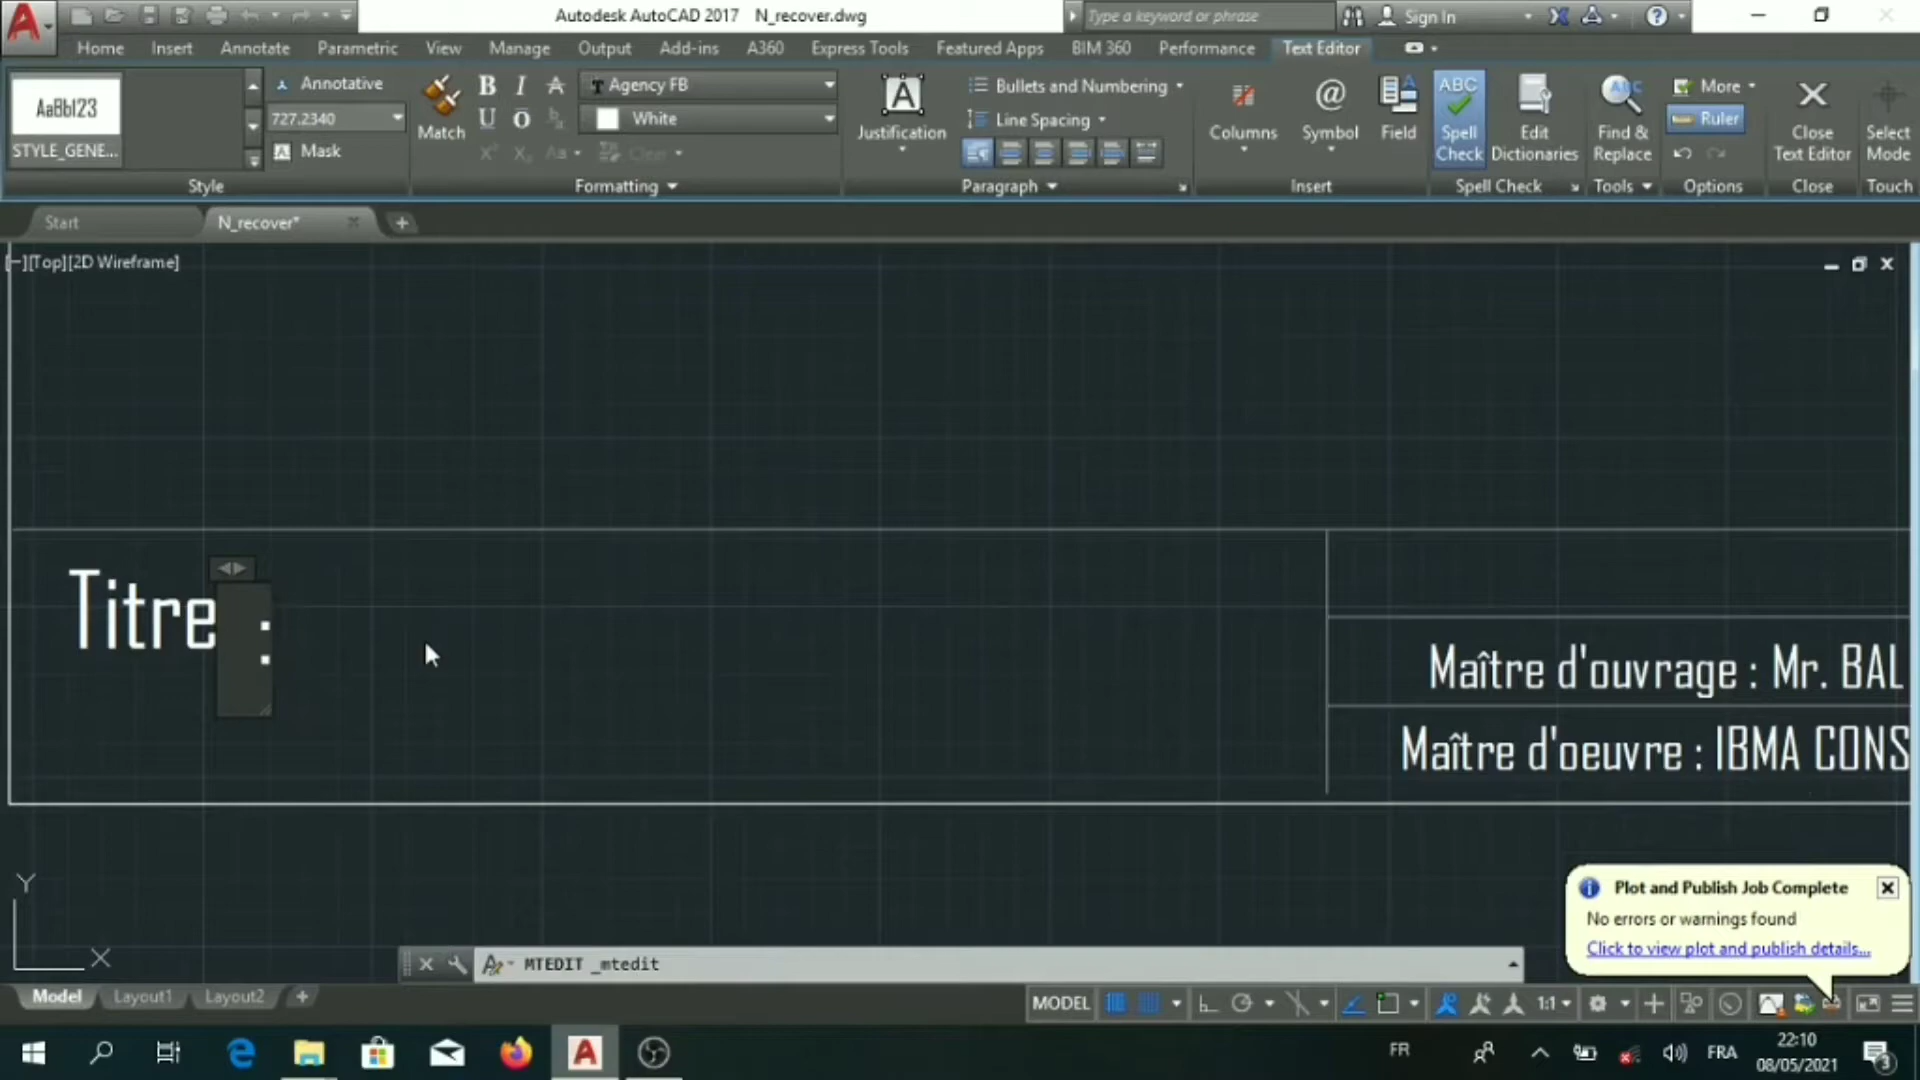 Autodesk AutoCAD 2017 N_recover.dwg
Type a keyword or phrase
Sign In
Home Insert Annotate Parametric View Manage Output Add-ins A360 Express Tools Featured Apps BIM 360 Performance Text Editor
AaBb123
STYLE_GENE...
Annotative
727.2340
Mask
Style
Match
B I A
U O
Agency FB
White
Clear
Formatting
Justification
Bullets and Numbering
Line Spacing
Paragraph
Columns
Symbol
Field
Insert
ABC
Spell Check
Edit Dictionaries
Spell Check
Find & Replace
Tools
More
Ruler
Options
Close Text Editor
Close
Select Mode
Touch
Start
N_recover*
[−][Top][2D Wireframe]
Titre :
Maître d'ouvrage : Mr. BAL
Maître d'oeuvre : IBMA CONS
Y
X
Plot and Publish Job Complete
No errors or warnings found
Click to view plot and publish details...
MTEDIT _mtedit
Model Layout1 Layout2
MODEL
1:1
FR
FRA
22:10
08/05/2021
3